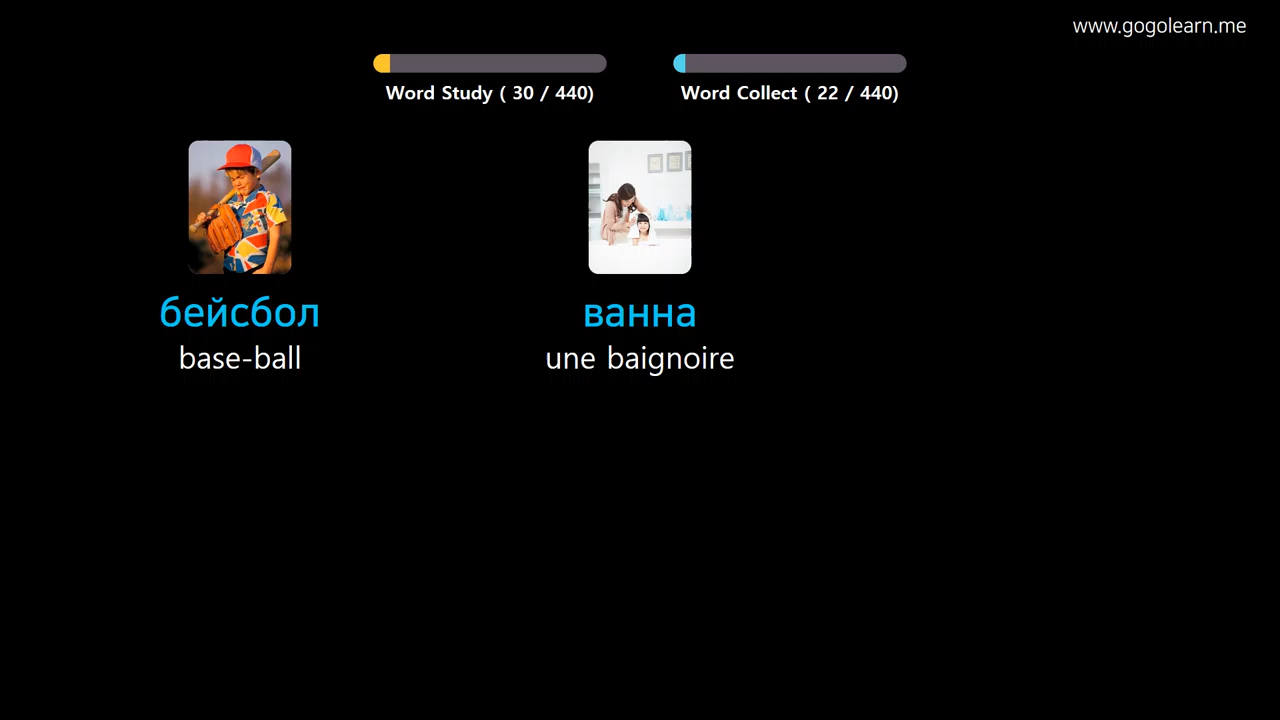 www.gogolearn.me
Word Study ( 30 / 440)
Word Collect ( 22 / 440)
бейсбол
base-ball
ванна
une baignoire